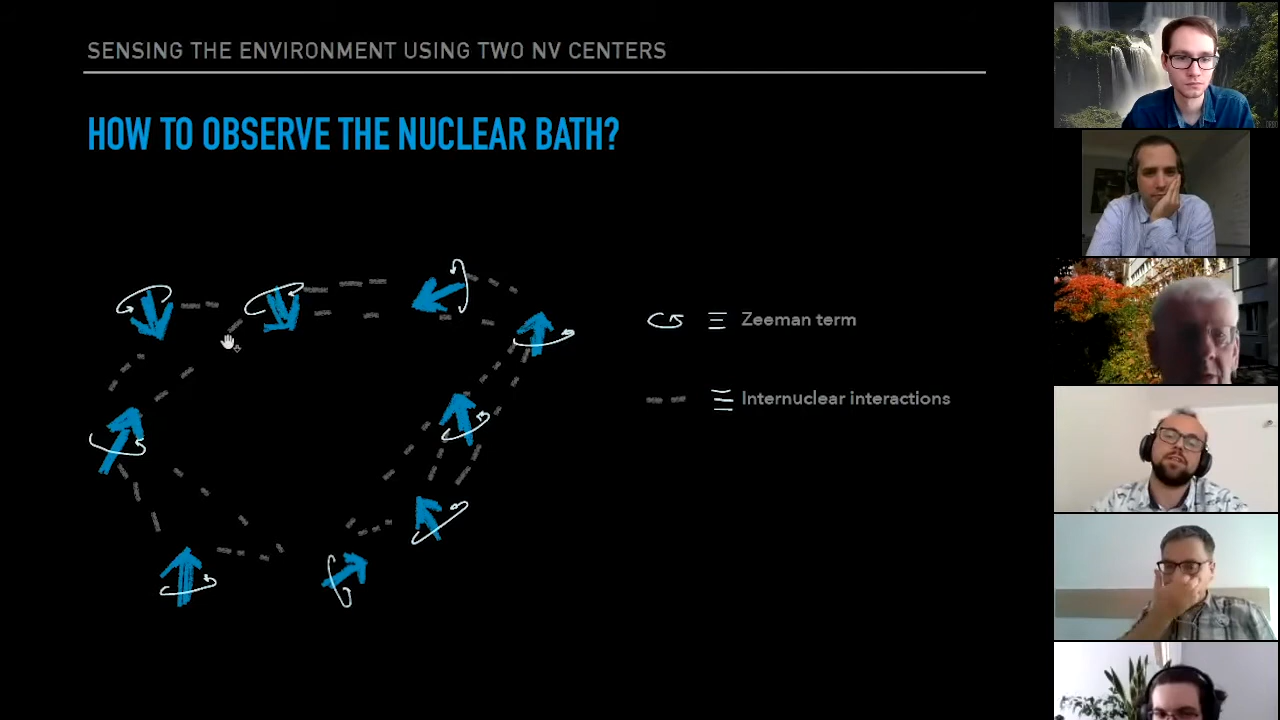 SENSING THE ENVIRONMENT USING TWO NV CENTERS
HOW TO OBSERVE THE NUCLEAR BATH?
≡ Zeeman term
≡ Internuclear interactions